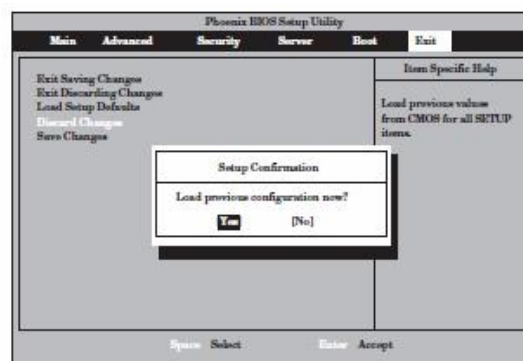 Phoenix BIOS Setup Utility
Main Advanced Security Server Boot Exit
Exit Saving Changes
Exit Discarding Changes
Load Setup Defaults
Discard Changes
Save Changes
Item Specific Help
Load previous values
from CMOS for all SETUP
items.
Setup Confirmation
Load previous configuration now?
Yes [No]
Space Select Enter Accept